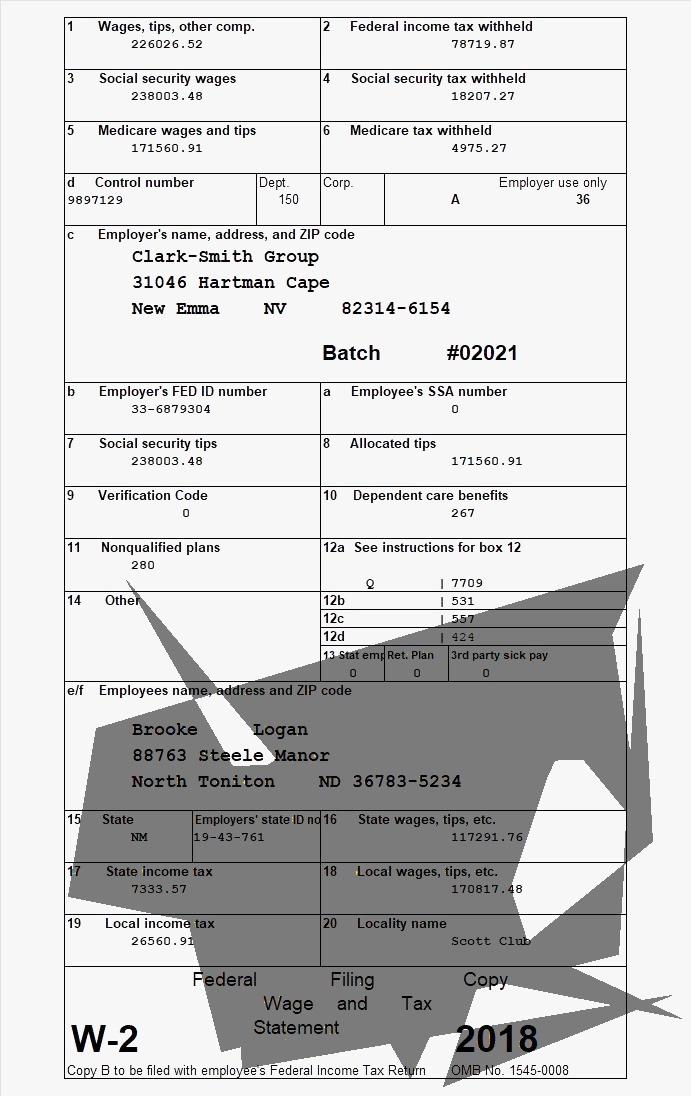 1 Wages, tips, other comp. 2 Federal income tax withheld
226026.52 78719.87
3 Social security wages 4 Social security tax withheld
238003.48 18207.27
5 Medicare wages and tips 6 Medicare tax withheld
171560.91 4975.27
d Control number Dept. Corp. Employer use only
9897129 150 A 36
c Employer's name, address, and ZIP code
Clark-Smith Group
31046 Hartman Cape
New Emma NV 82314-6154
Batch #02021
b Employer's FED ID number a Employee's SSA number
33-6879304 0
7 Social security tips 8 Allocated tips
238003.48 171560.91
9 Verification Code 10 Dependent care benefits
0 267
11 Nonqualified plans 12a See instructions for box 12
280
Q | 7709
14 Other 12b | 531
12c | 557
12d | 424
13 Stat emp Ret. Plan 3rd party sick pay
0 0 0
e/f Employees name, address and ZIP code
Brooke Logan
88763 Steele Manor
North Toniton ND 36783-5234
15 State Employers' state ID no 16 State wages, tips, etc.
NM 19-43-761 117291.76
17 State income tax 18 Local wages, tips, etc.
7333.57 170817.48
19 Local income tax 20 Locality name
26560.91 Scott Club
Federal Filing Copy
Wage and Tax
Statement
W-2 2018
Copy B to be filed with employee's Federal Income Tax Return OMB No. 1545-0008